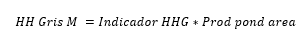 HH Gris M = Indicador HHG * Prod pond area